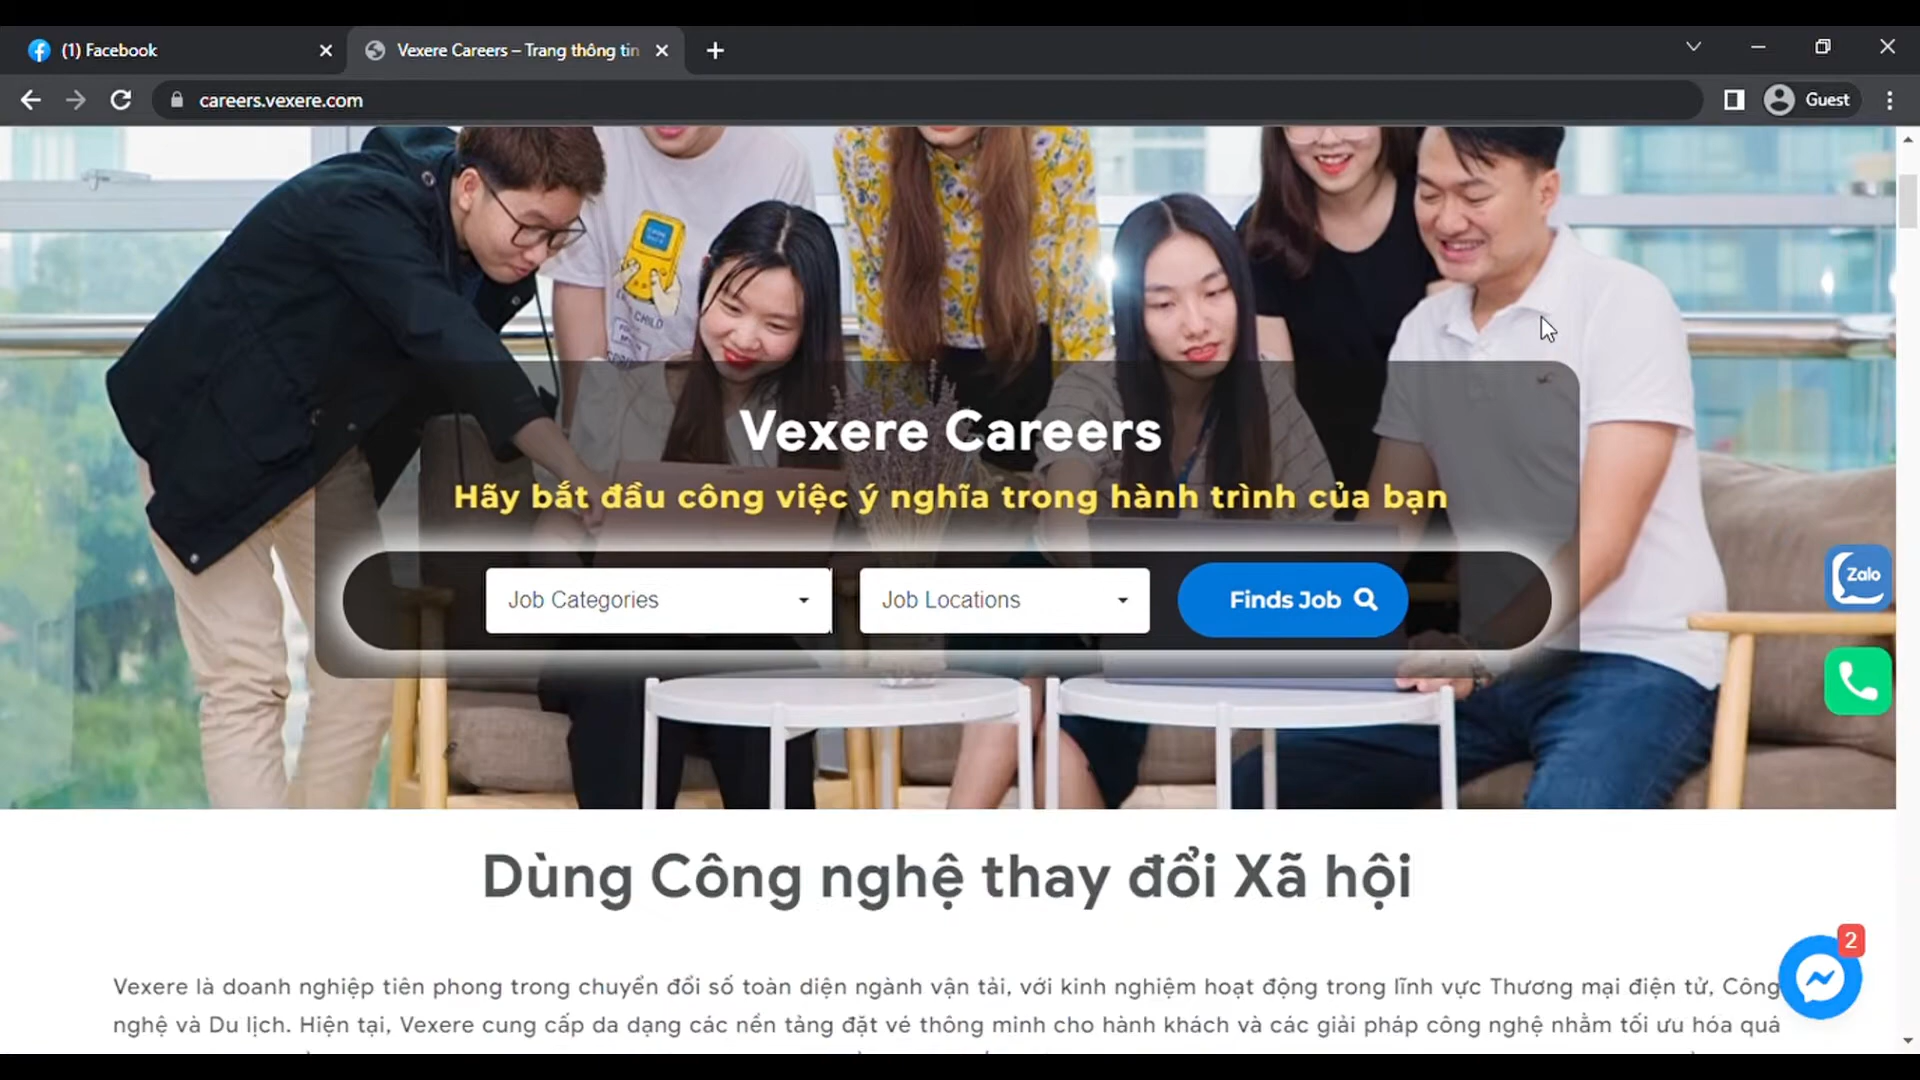 (1) Facebook
Vexere Careers – Trang thông tin
careers.vexere.com
Guest
Vexere Careers
Hãy bắt đầu công việc ý nghĩa trong hành trình của bạn
Job Categories
Job Locations
Finds Job
Zalo
Dùng Công nghệ thay đổi Xã hội
2
Vexere là doanh nghiệp tiên phong trong chuyển đổi số toàn diện ngành vận tải, với kinh nghiệm hoạt động trong lĩnh vực Thương mại điện tử, Công
nghệ và Du lịch. Hiện tại, Vexere cung cấp da dạng các nền tảng đặt vé thông minh cho hành khách và các giải pháp công nghệ nhằm tối ưu hóa quá